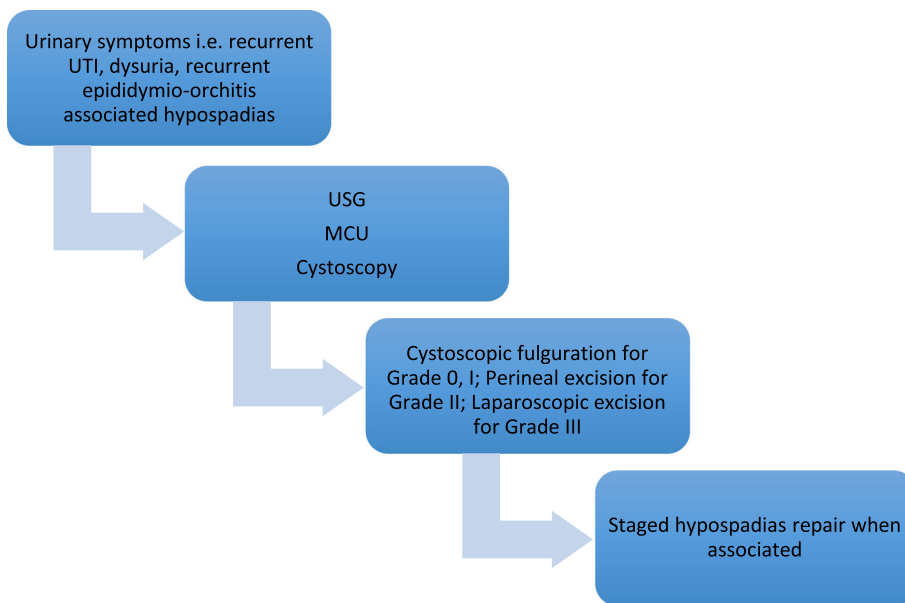 Urinary symptoms i.e. recurrent
UTI, dysuria, recurrent
epididymio-orchitis
associated hypospadias
USG
MCU
Cystoscopy
Cystoscopic fulguration for
Grade 0, I; Perineal excision for
Grade II; Laparoscopic excision
for Grade III
Staged hypospadias repair when
associated